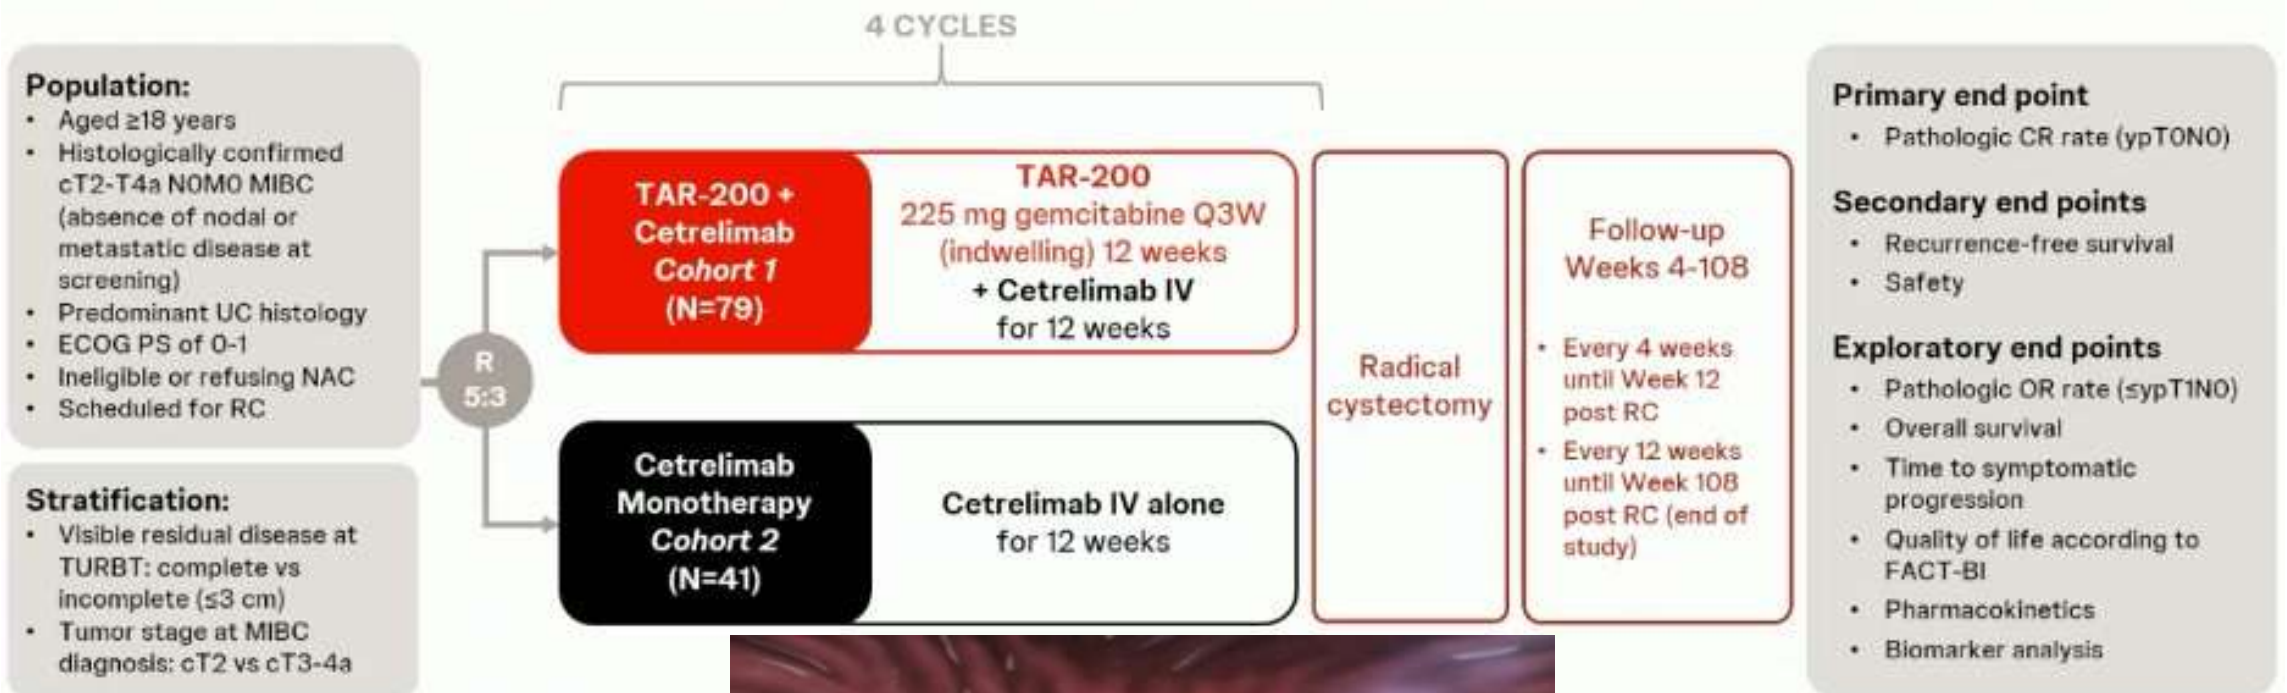 4 CYCLES
Population:
• Aged ≥18 years
• Histologically confirmed
cT2-T4a N0M0 MIBC
(absence of nodal or
metastatic disease at
screening)
• Predominant UC histology
• ECOG PS of 0-1
• Ineligible or refusing NAC
• Scheduled for RC
Stratification:
• Visible residual disease at
TURBT: complete vs
incomplete (≤3 cm)
• Tumor stage at MIBC
diagnosis: cT2 vs cT3-4a
R
5:3
TAR-200 +
Cetrelimab
Cohort 1
(N=79)
TAR-200
225 mg gemcitabine Q3W
(indwelling) 12 weeks
+ Cetrelimab IV
for 12 weeks
Cetrelimab
Monotherapy
Cohort 2
(N=41)
Cetrelimab IV alone
for 12 weeks
Radical
cystectomy
Follow-up
Weeks 4-108
• Every 4 weeks
until Week 12
post RC
• Every 12 weeks
until Week 108
post RC (end of
study)
Primary end point
• Pathologic CR rate (ypT0N0)
Secondary end points
• Recurrence-free survival
• Safety
Exploratory end points
• Pathologic OR rate (≤ypT1N0)
• Overall survival
• Time to symptomatic
progression
• Quality of life according to
FACT-Bl
• Pharmacokinetics
• Biomarker analysis